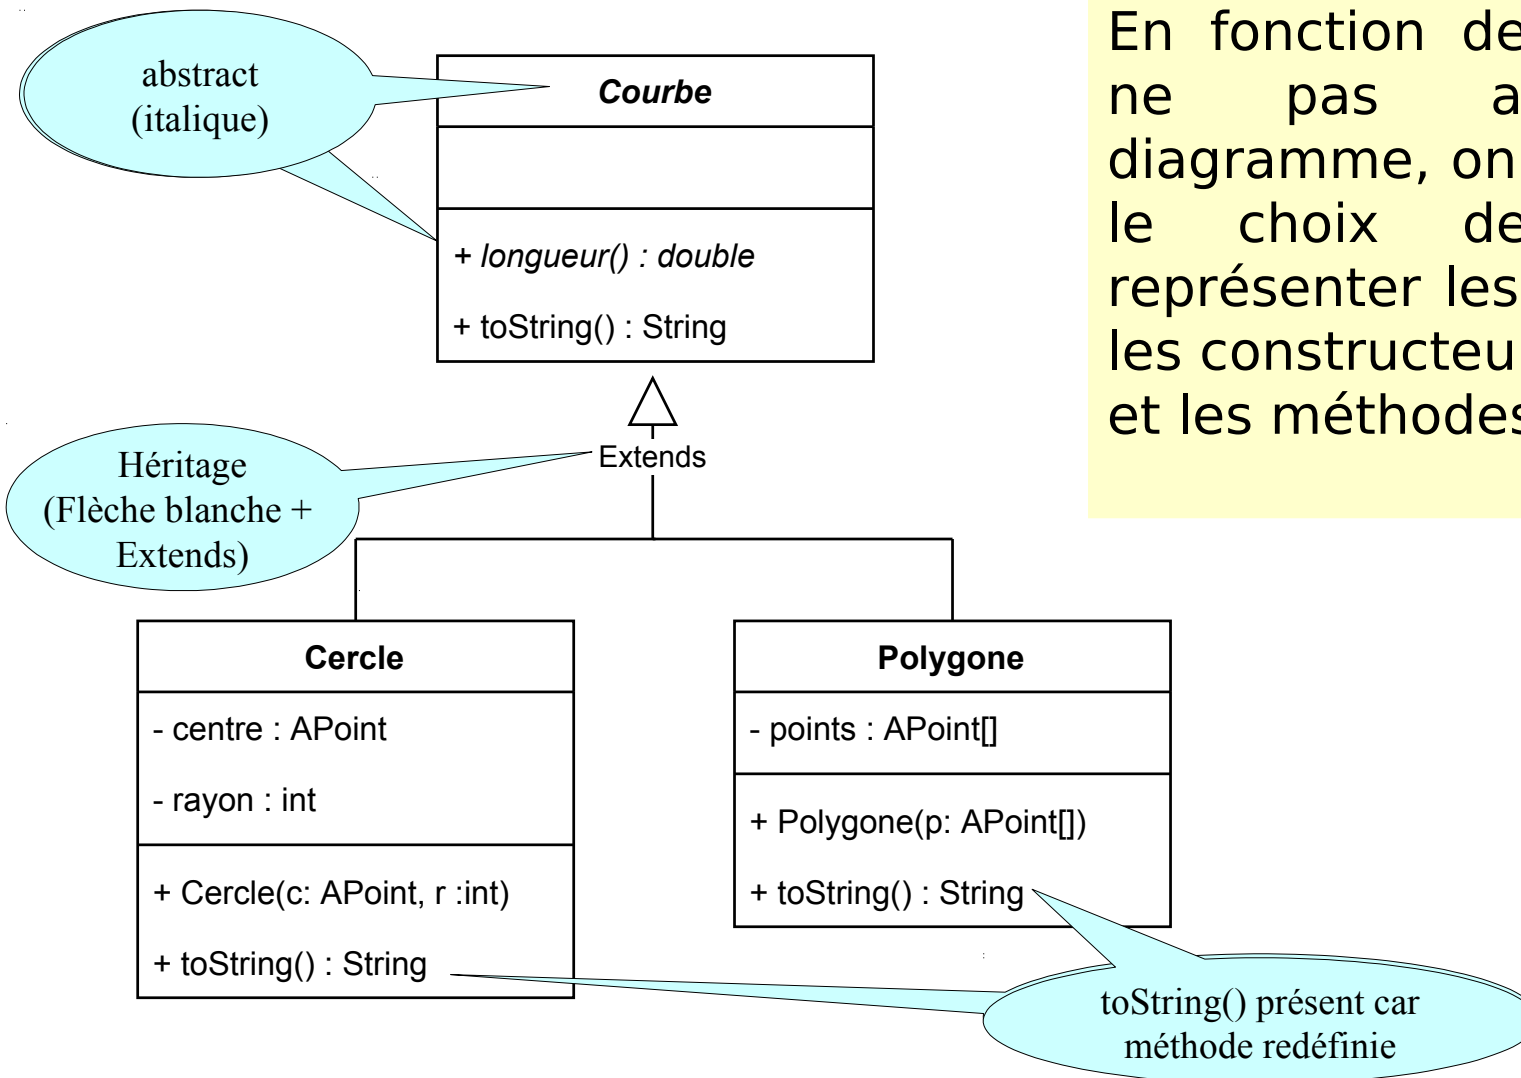 abstract
(italique)
Courbe
+ longueur() : double
+ toString() : String
En fonction de
ne pas a
diagramme, on
le choix de
représenter les
les constructeu
et les méthodes
Héritage
(Flèche blanche +
Extends)
Extends
Cercle
- centre : APoint
- rayon : int
+ Cercle(c: APoint, r :int)
+ toString() : String
Polygone
- points : APoint[]
+ Polygone(p: APoint[])
+ toString() : String
toString() présent car
méthode redéfinie